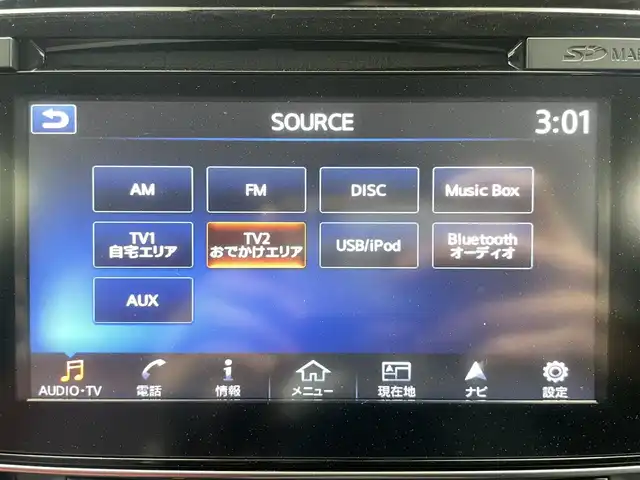 SD MAP
SOURCE
3:01
AM
FM
DISC
Music Box
TV1
自宅エリア
TV2
おでかけエリア
USB/iPod
Bluetooth
オーディオ
AUX
AUDIO・TV
電話
情報
メニュー
現在地
ナビ
設定